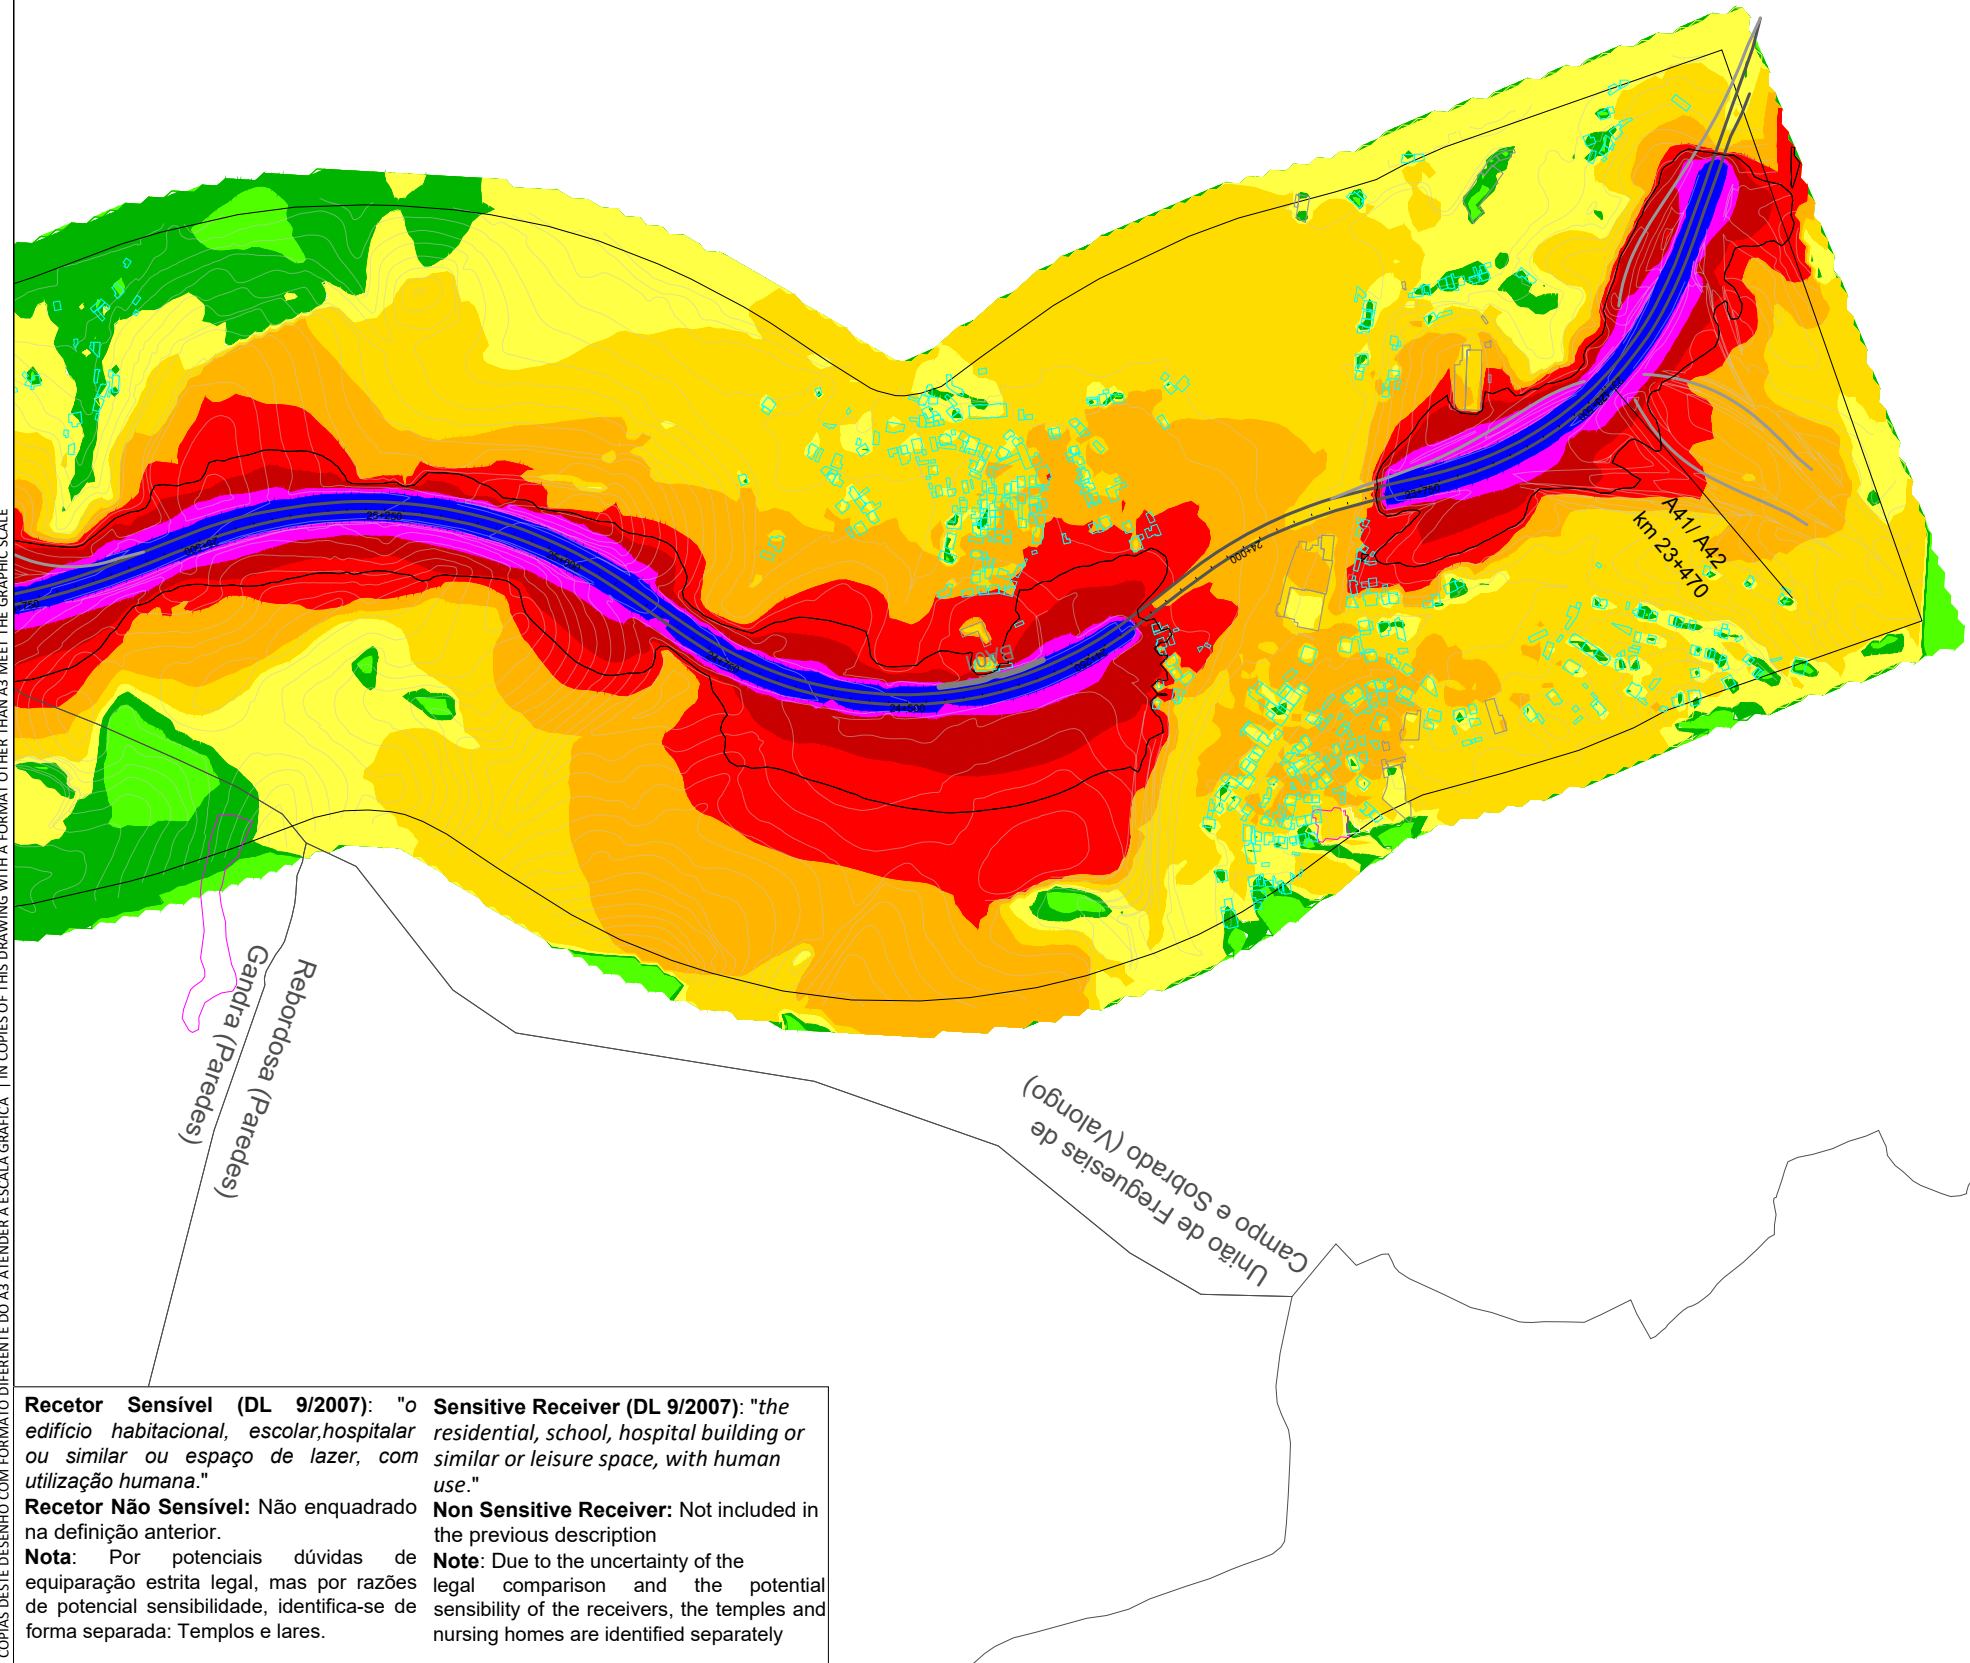 COPIAS DESTE DESENHO COM FORMATO DIFERENTE DO A3 ATENDER A ESCALA GRAFICA | IN COPIES OF THIS DRAWING WITH A FORMAT OTHER THAN A3 MEET THE GRAPHIC SCALE
A41/ A42
km 23+470
24+000
25+250
24+500
Gandra (Paredes)
Rebordosa (Paredes)
União de Freguesias de
Campo e Sobrado (Valongo)
Recetor Sensível (DL 9/2007): "o
edifício habitacional, escolar,hospitalar
ou similar ou espaço de lazer, com
utilização humana."
Recetor Não Sensível: Não enquadrado
na definição anterior.
Nota: Por potenciais dúvidas de
equiparação estrita legal, mas por razões
de potencial sensibilidade, identifica-se de
forma separada: Templos e lares.
Sensitive Receiver (DL 9/2007): "the
residential, school, hospital building or
similar or leisure space, with human
use."
Non Sensitive Receiver: Not included in
the previous description
Note: Due to the uncertainty of the
legal comparison and the potential
sensibility of the receivers, the temples and
nursing homes are identified separately